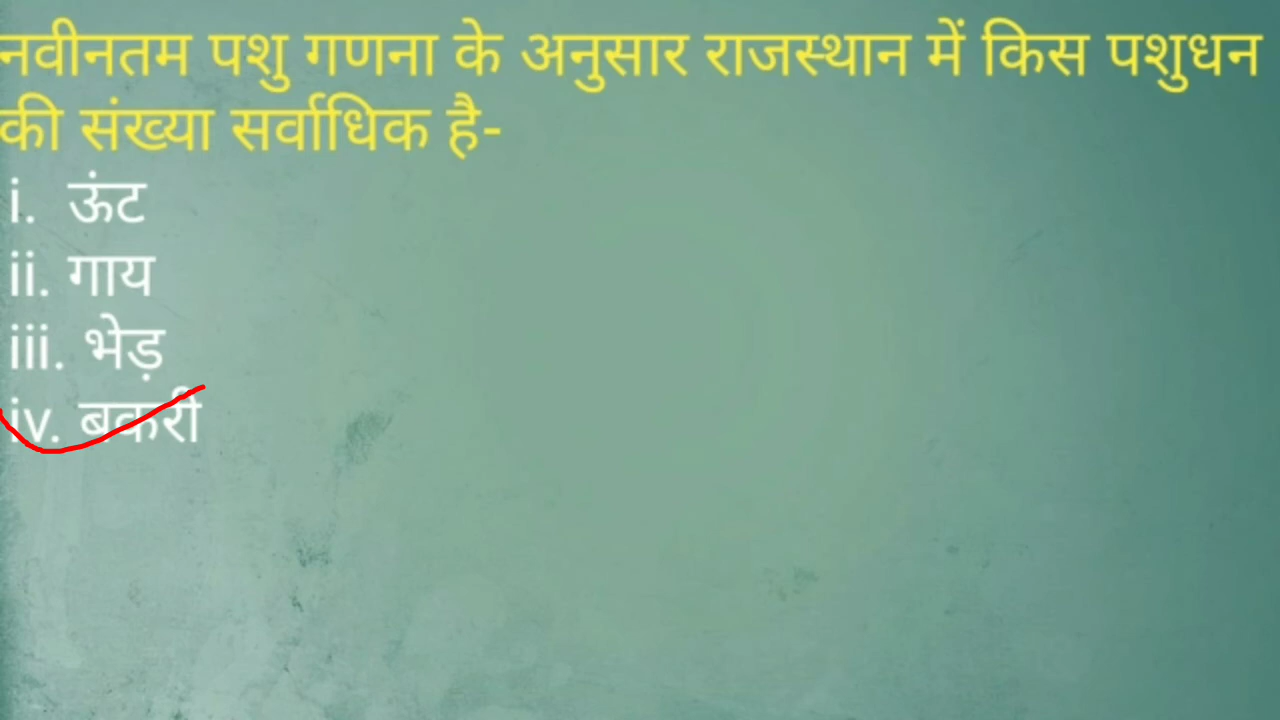 नवीनतम पशु गणना के अनुसार राजस्थान में किस पशुधन
की संख्या सर्वाधिक है-
i. ऊंट
ii. गाय
iii. भेड़
iv. बकरी